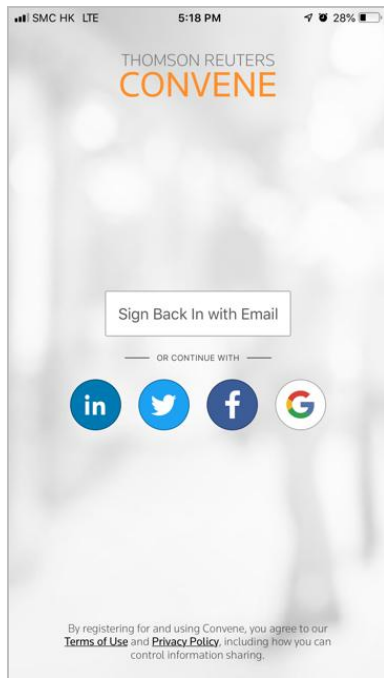 SMC HK LTE 5:18 PM 28%
THOMSON REUTERS
CONVENE
Sign Back In with Email
OR CONTINUE WITH
in f G
By registering for and using Convene, you agree to our
Terms of Use and Privacy Policy, including how you can
control information sharing.